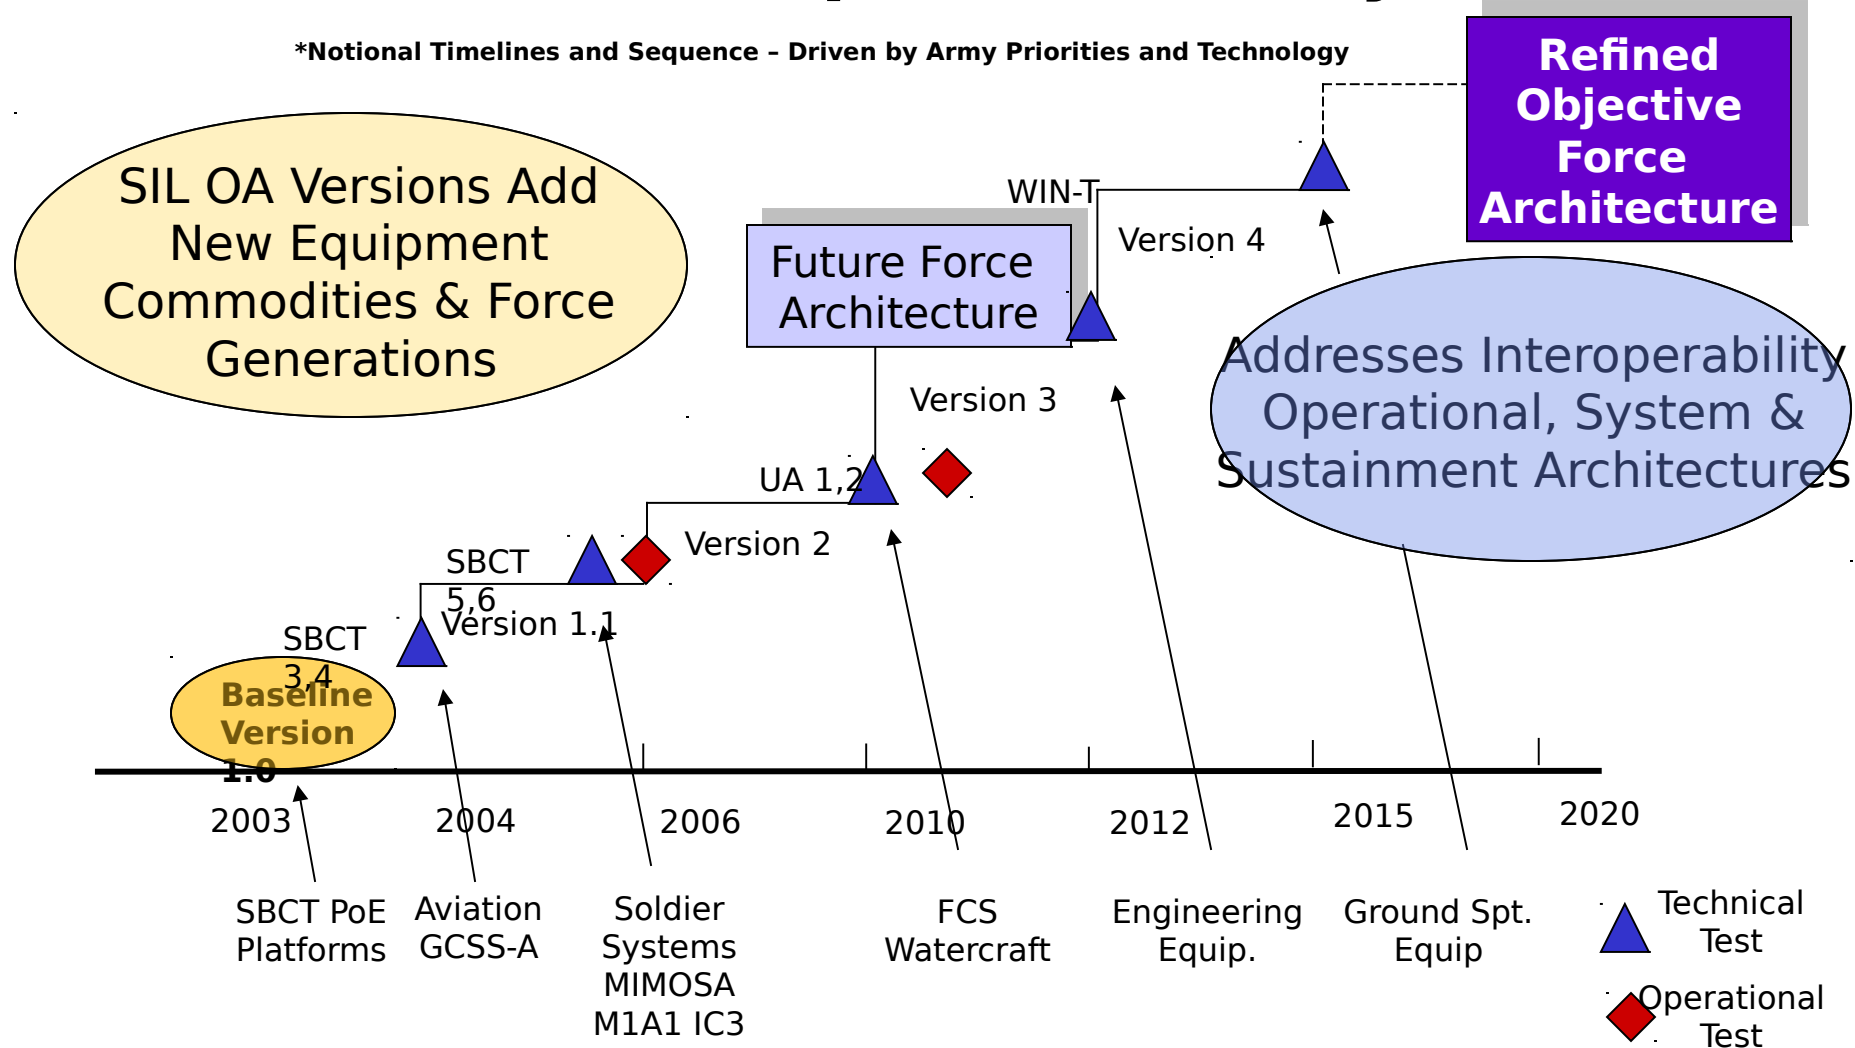 *Notional Timelines and Sequence – Driven by Army Priorities and Technology
Refined
Objective
Force
Architecture
SIL OA Versions Add
New Equipment
Commodities & Force
Generations
WIN-T
Version 4
Future Force
Architecture
Addresses Interoperability
Operational, System &
Sustainment Architectures
Version 3
UA 1,2
Version 2
SBCT
5,6
Version 1.1
SBCT
3,4
Baseline
Version
1.0
2003
2004
2006
2010
2012
2015
2020
SBCT PoE
Platforms
Aviation
GCSS-A
Soldier
Systems
MIMOSA
M1A1 IC3
FCS
Watercraft
Engineering
Equip.
Ground Spt.
Equip
Technical
Test
Operational
Test